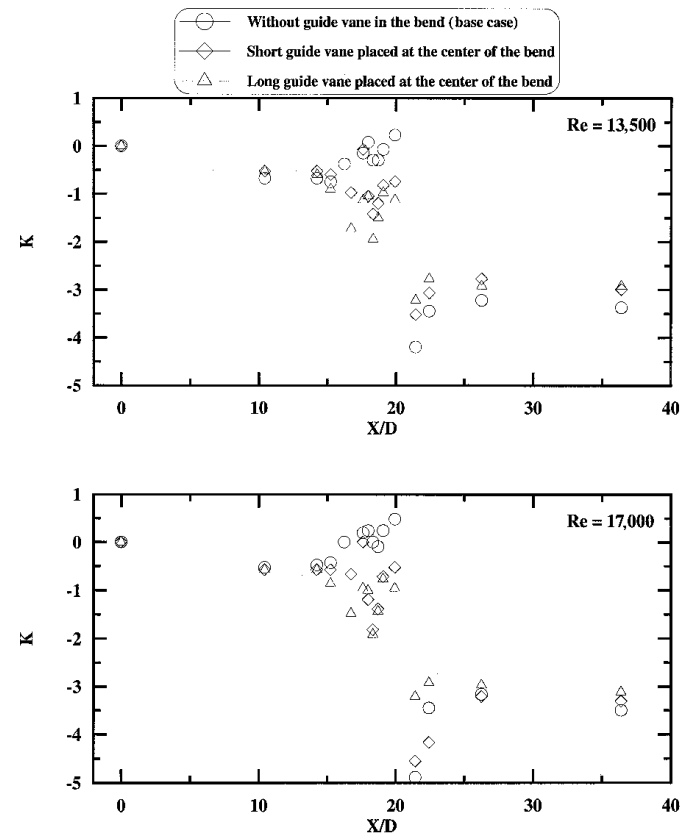 Without guide vane in the bend (base case)
Short guide vane placed at the center of the bend
Long guide vane placed at the center of the bend
1
Re = 13,500
0
-1
K
-2
-3
-4
-5
0
10
20
30
40
X/D
1
Re = 17,000
0
-1
K
-2
-3
-4
-5
0
10
20
30
40
X/D